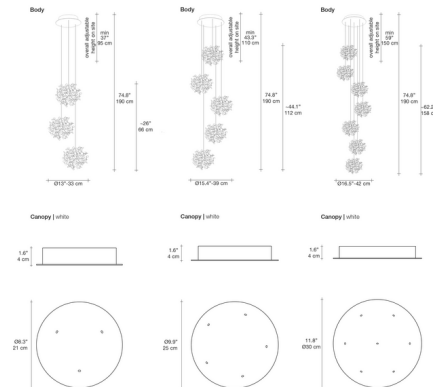 Body
overall adjustable
height on site
min
37"
95 cm
74.8"
190 cm
~26"
66 cm
Ø13"-33 cm
Body
overall adjustable
height on site
min
43.3"
110 cm
74.8"
190 cm
~44.1"
112 cm
Ø15.4"-39 cm
Body
overall adjustable
height on site
min
59"
150 cm
74.8"
190 cm
~62.2
158 c
Ø16.5"-42 cm
Canopy | white
1.6"
4 cm
Ø8.3"
21 cm
Canopy | white
1.6"
4 cm
Ø9.9"
25 cm
Canopy | white
1.6"
4 cm
11.8"
Ø30 cm